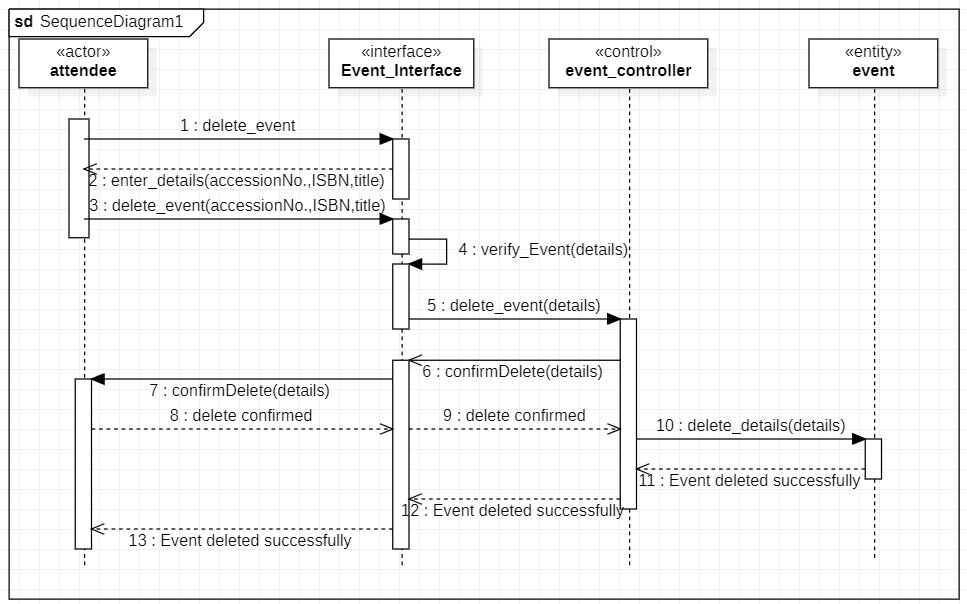 sd SequenceDiagram1
«actor»
attendee
«interface»
Event_Interface
«control»
event_controller
«entity»
event
1 : delete_event
2 : enter_details(accessionNo.,ISBN,title)
3 : delete_event(accessionNo.,ISBN,title)
4 : verify_Event(details)
5 : delete_event(details)
6 : confirmDelete(details)
7 : confirmDelete(details)
8 : delete confirmed
9 : delete confirmed
10 : delete_details(details)
11 : Event deleted successfully
12 : Event deleted successfully
13 : Event deleted successfully